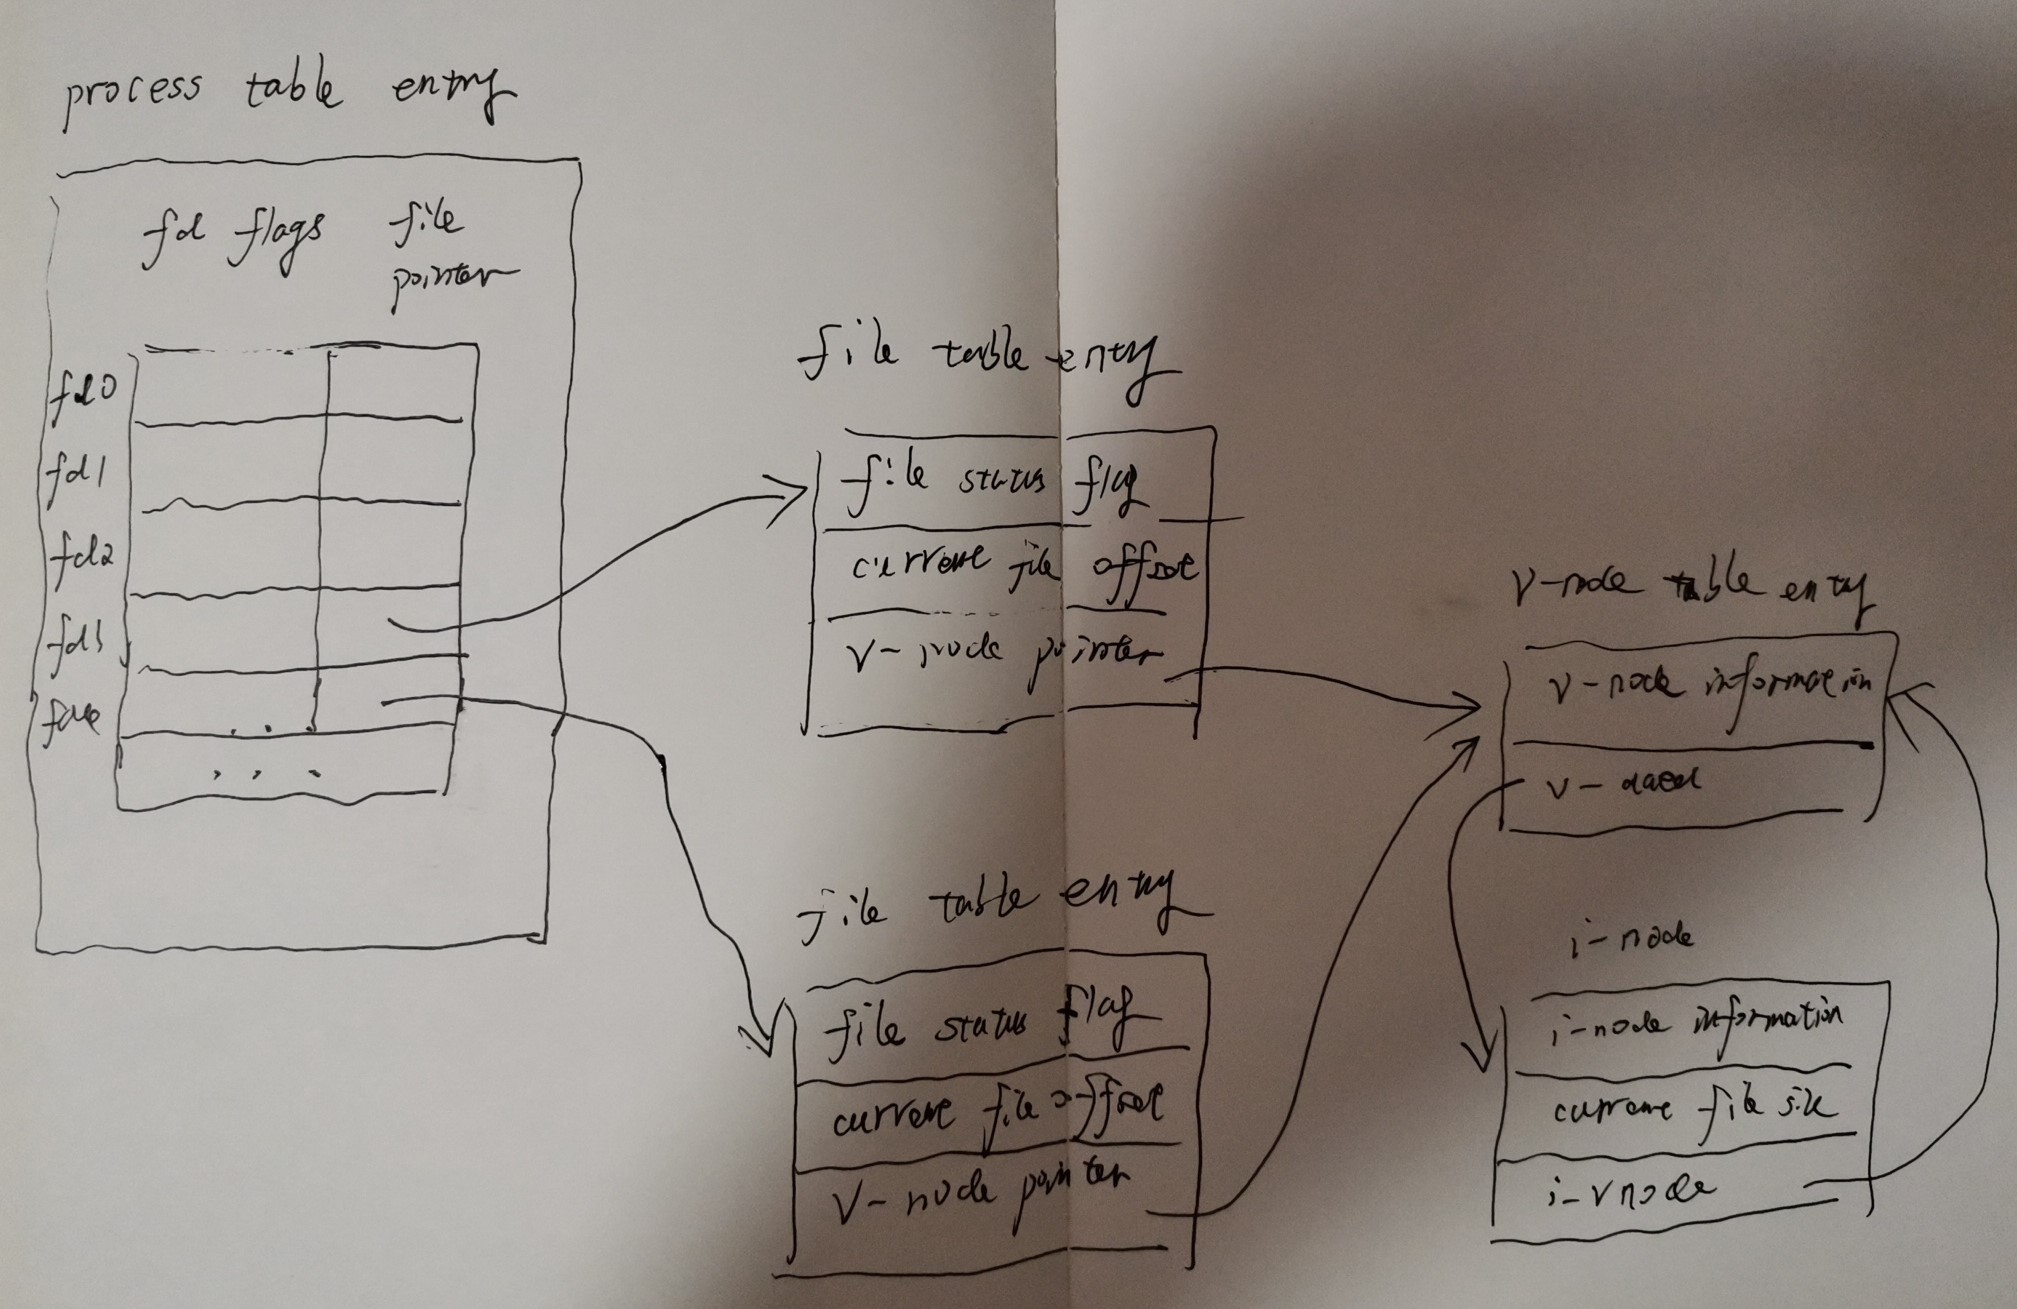 process table entry
fd flags file
pointer
fd0
fd1
fd2
fd3
...
...
file table entry
file status flag
current file offset
v-node pointer
file table entry
file status flag
current file offset
v-node pointer
v-node table entry
v-node information
v-
i-node
i-node information
current file size
i-vnode